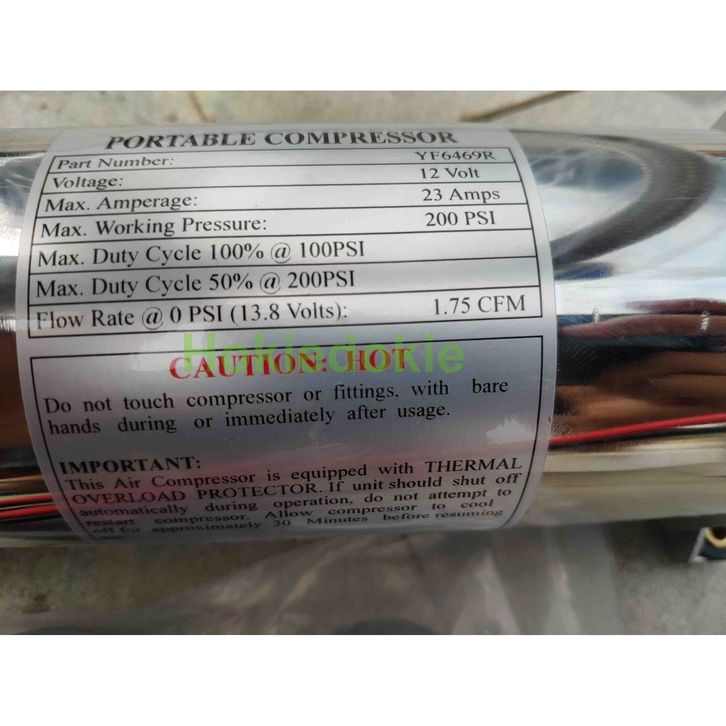 PORTABLE COMPRESSOR
Part Number: YF6469R
Voltage: 12 Volt
Max. Amperage: 23 Amps
Max. Working Pressure: 200 PSI
Max. Duty Cycle 100% @ 100PSI
Max. Duty Cycle 50% @ 200PSI
Flow Rate @ 0 PSI (13.8 Volts): 1.75 CFM
Hokiedokie
CAUTION: HOT
Do not touch compressor or fittings, with bare
hands during or immediately after usage.
IMPORTANT:
This Air Compressor is equipped with THERMAL
OVERLOAD PROTECTOR. If unit should shut off
automatically during operation, do not attempt to
restart compressor. Allow compressor to cool
off for approximately 30 Minutes before resuming